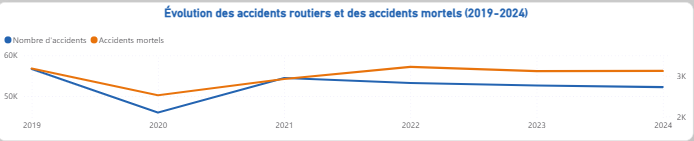 Évolution des accidents routiers et des accidents mortels (2019-2024)
Nombre d'accidents Accidents mortels
60K
3K
50K
2K
2019 2020 2021 2022 2023 2024